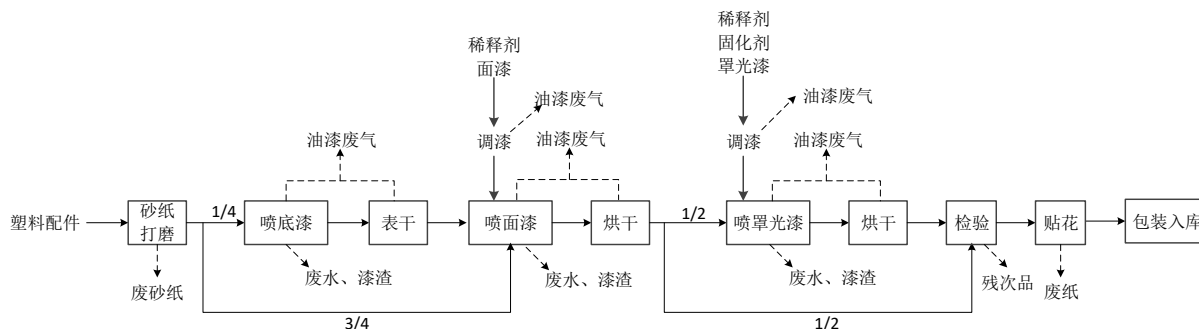 稀释剂
面漆
稀释剂
固化剂
罩光漆
油漆废气
油漆废气
油漆废气
调漆
油漆废气
调漆
油漆废气
塑料配件
砂纸
打磨
1/4
喷底漆
表干
喷面漆
烘干
1/2
喷罩光漆
烘干
检验
贴花
包装入库
废砂纸
废水、漆渣
废水、漆渣
废水、漆渣
残次品
废纸
3/4
1/2